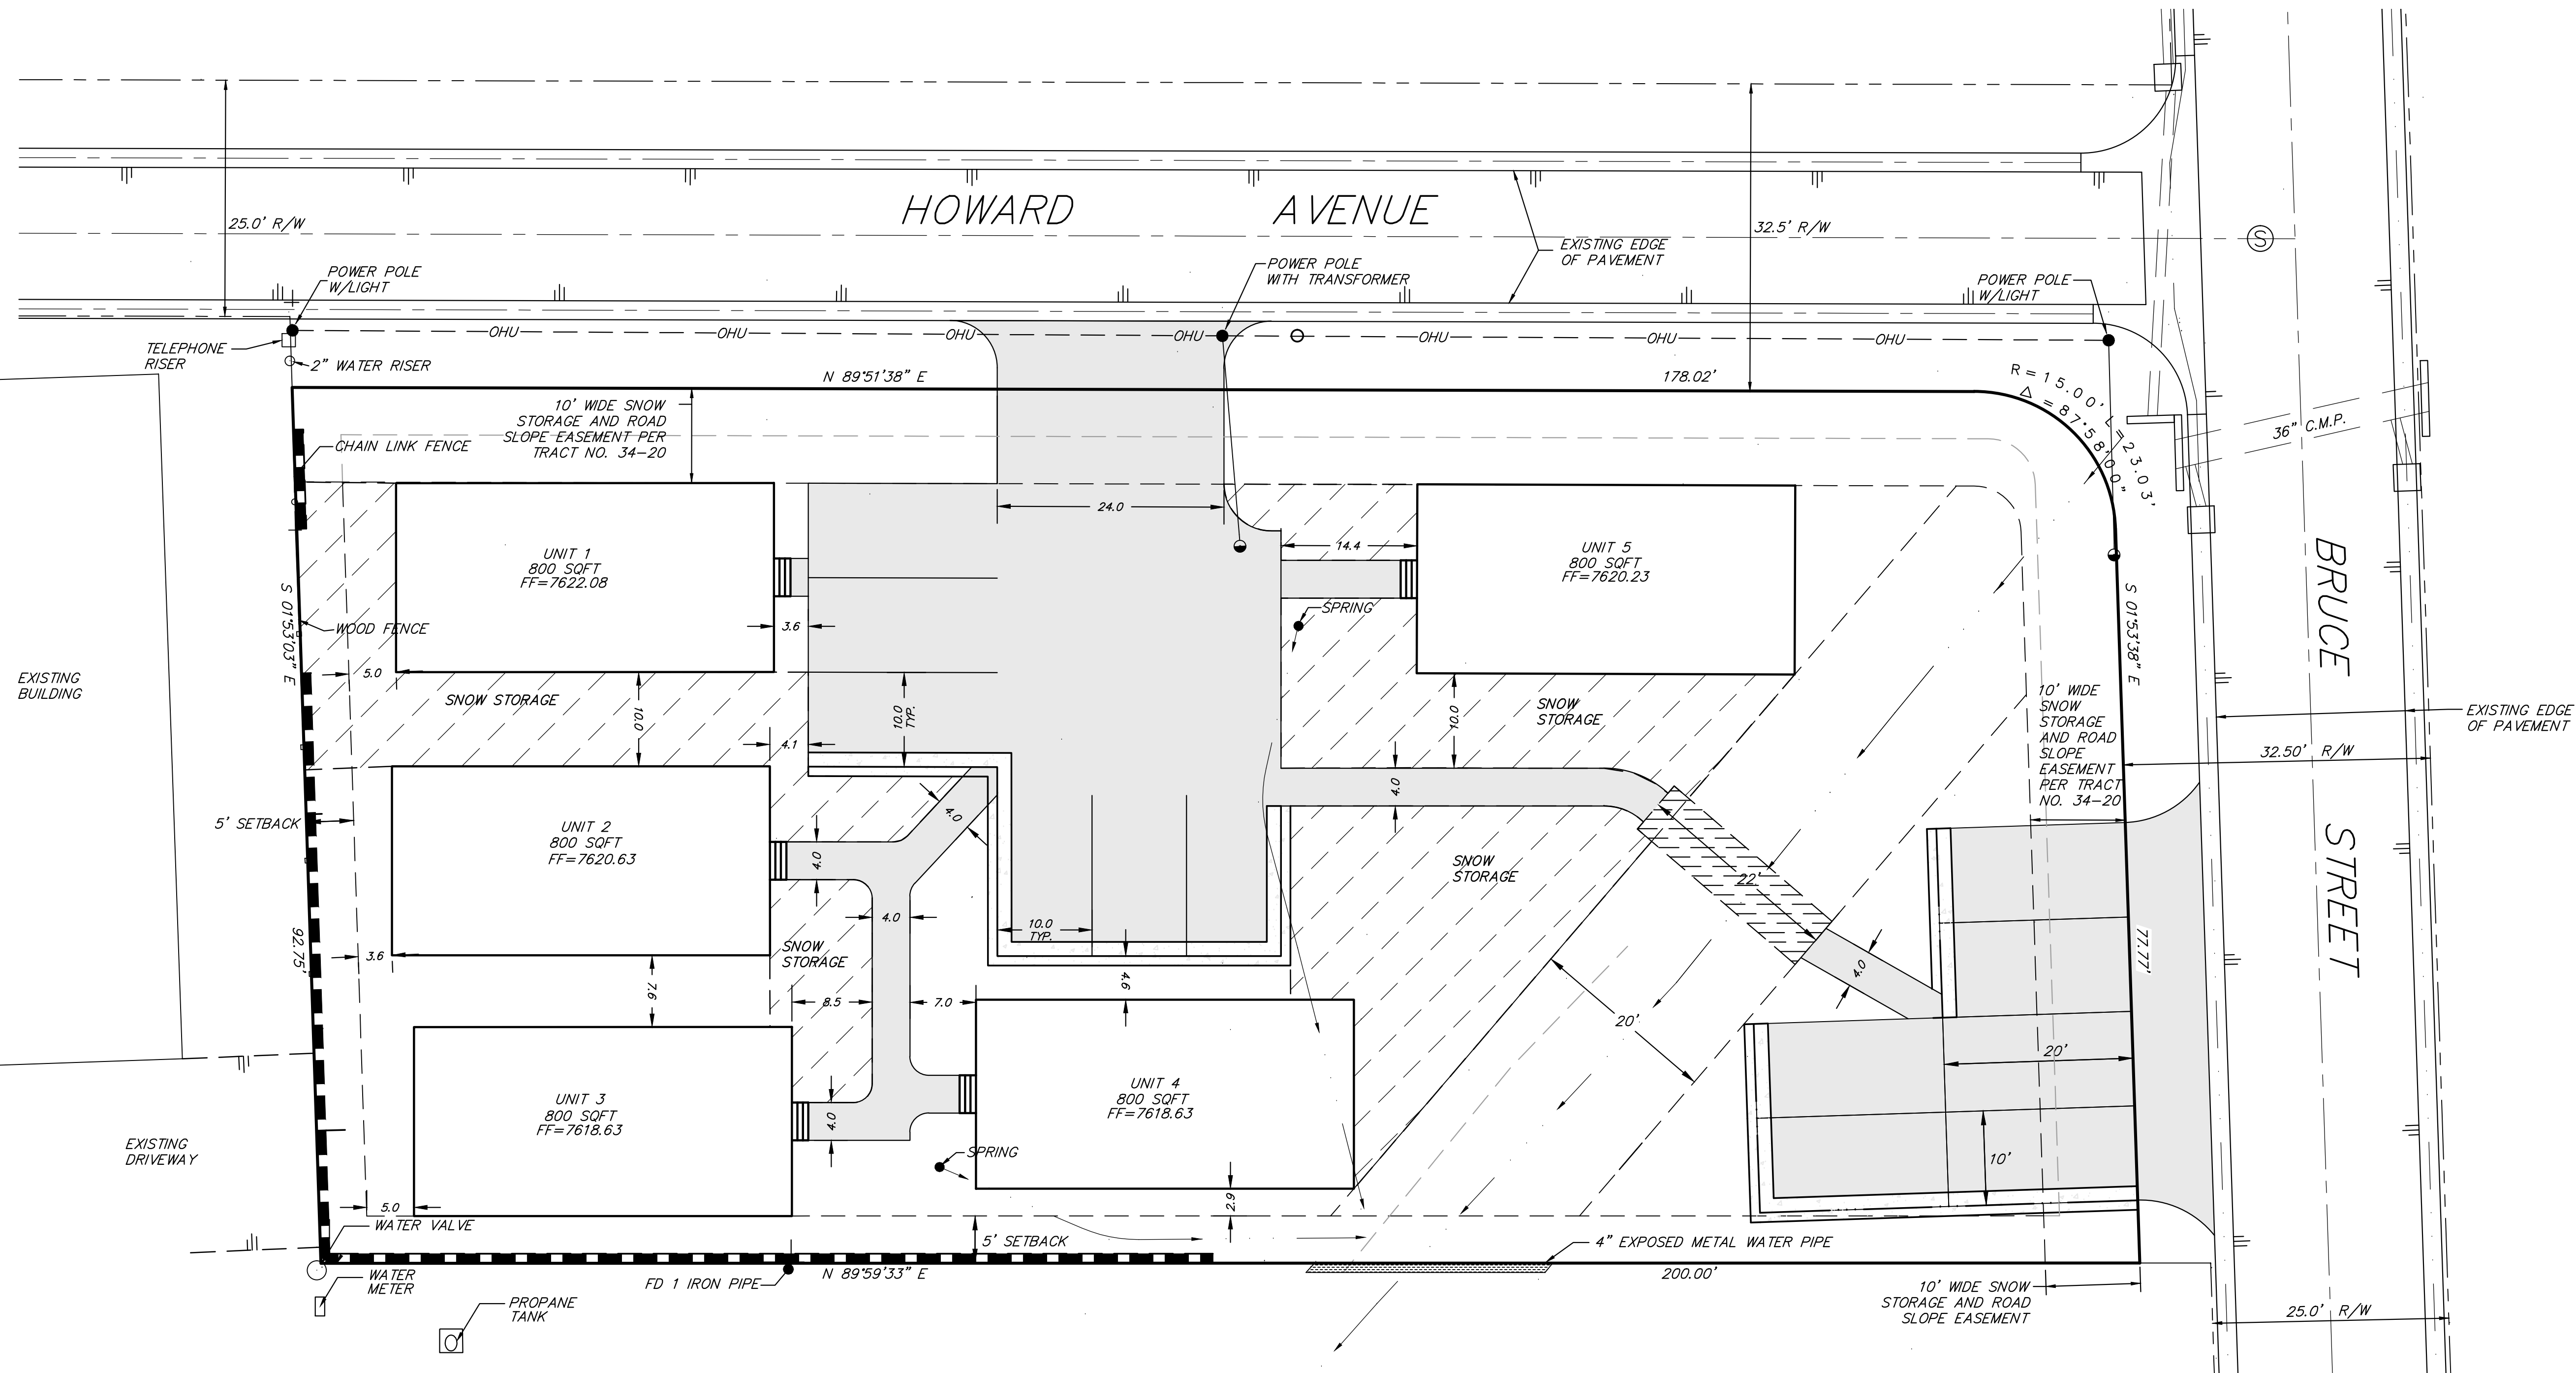 HOWARD AVENUE
25.0' R/W
32.5' R/W
EXISTING EDGE
OF PAVEMENT
POWER POLE
W/LIGHT
POWER POLE
WITH TRANSFORMER
POWER POLE
W/LIGHT
S
OHU
OHU
OHU
OHU
OHU
OHU
OHU
TELEPHONE
RISER
2" WATER RISER
N 89°51'38" E
178.02'
R=15.00' L=23.03'
Δ=87°58'00"
36" C.M.P.
10' WIDE SNOW
STORAGE AND ROAD
SLOPE EASEMENT PER
TRACT NO. 34-20
CHAIN LINK FENCE
24.0
14.4
UNIT 1
800 SQFT
FF=7622.08
UNIT 5
800 SQFT
FF=7620.23
BRUCE STREET
S 01°53'03" E
S 01°53'38" E
WOOD FENCE
3.6
SPRING
5.0
EXISTING
BUILDING
SNOW STORAGE
10.0
10.0
TYP.
10.0
SNOW
STORAGE
10' WIDE
SNOW
STORAGE
AND ROAD
SLOPE
EASEMENT
PER TRACT
NO. 34-20
EXISTING EDGE
OF PAVEMENT
32.50' R/W
4.1
4.0
4.0
5' SETBACK
UNIT 2
800 SQFT
FF=7620.63
4.0
SNOW
STORAGE
22'
4.0
10.0
TYP.
92.75'
77.77'
3.6
SNOW
STORAGE
4.0
7.6
4.6
8.5
7.0
20'
20'
UNIT 3
800 SQFT
FF=7618.63
4.0
UNIT 4
800 SQFT
FF=7618.63
10'
EXISTING
DRIVEWAY
SPRING
5.0
2.9
WATER VALVE
5' SETBACK
4" EXPOSED METAL WATER PIPE
WATER
METER
FD 1 IRON PIPE
N 89°59'33" E
200.00'
10' WIDE SNOW
STORAGE AND ROAD
SLOPE EASEMENT
25.0' R/W
PROPANE
TANK